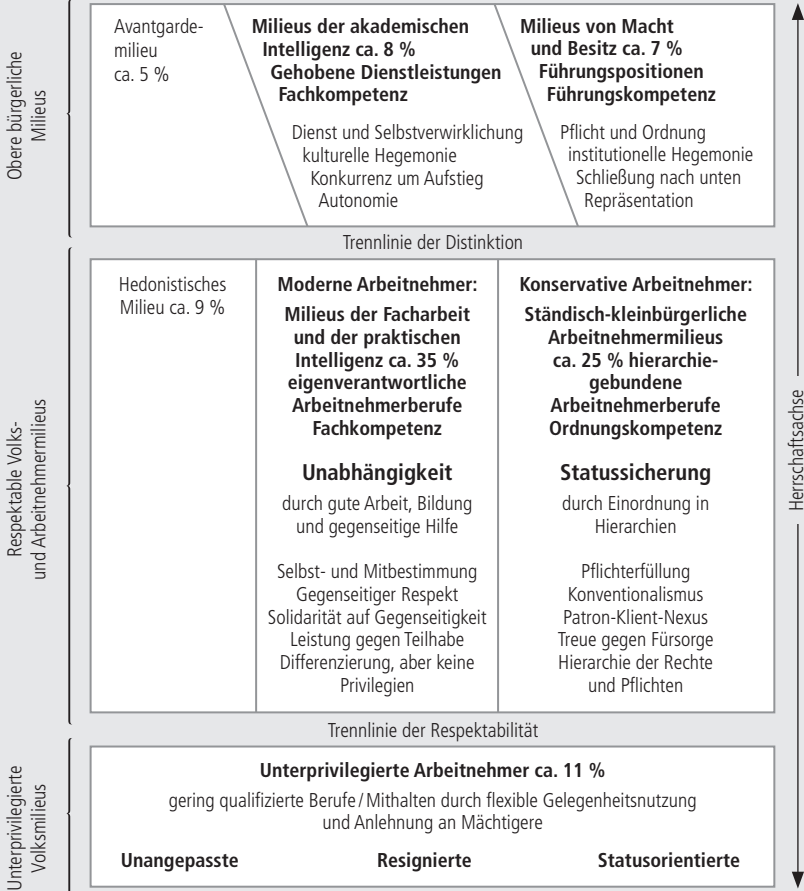 Obere bürgerliche
Milieus
Avantgarde-
milieu
ca. 5 %
Milieus der akademischen
Intelligenz ca. 8 %
Gehobene Dienstleistungen
Fachkompetenz
Dienst und Selbstverwirklichung
kulturelle Hegemonie
Konkurrenz um Aufstieg
Autonomie
Milieus von Macht
und Besitz ca. 7 %
Führungspositionen
Führungskompetenz
Pflicht und Ordnung
institutionelle Hegemonie
Schließung nach unten
Repräsentation
Trennlinie der Distinktion
Respektable Volks-
und Arbeitnehmermilieus
Hedonistisches
Milieu ca. 9 %
Moderne Arbeitnehmer:
Milieus der Facharbeit
und der praktischen
Intelligenz ca. 35 %
eigenverantwortliche
Arbeitnehmerberufe
Fachkompetenz
Unabhängigkeit
durch gute Arbeit, Bildung
und gegenseitige Hilfe
Selbst- und Mitbestimmung
Gegenseitiger Respekt
Solidarität auf Gegenseitigkeit
Leistung gegen Teilhabe
Differenzierung, aber keine
Privilegien
Konservative Arbeitnehmer:
Ständisch-kleinbürgerliche
Arbeitnehmermilieus
ca. 25 % hierarchie-
gebundene
Arbeitnehmerberufe
Ordnungskompetenz
Statussicherung
durch Einordnung in
Hierarchien
Pflichterfüllung
Konventionalismus
Patron-Klient-Nexus
Treue gegen Fürsorge
Hierarchie der Rechte
und Pflichten
Herrschaftsachse
Trennlinie der Respektabilität
Unterprivilegierte
Volksmilieus
Unterprivilegierte Arbeitnehmer ca. 11 %
gering qualifizierte Berufe / Mithalten durch flexible Gelegenheitsnutzung
und Anlehnung an Mächtigere
Unangepasste
Resignierte
Statusorientierte